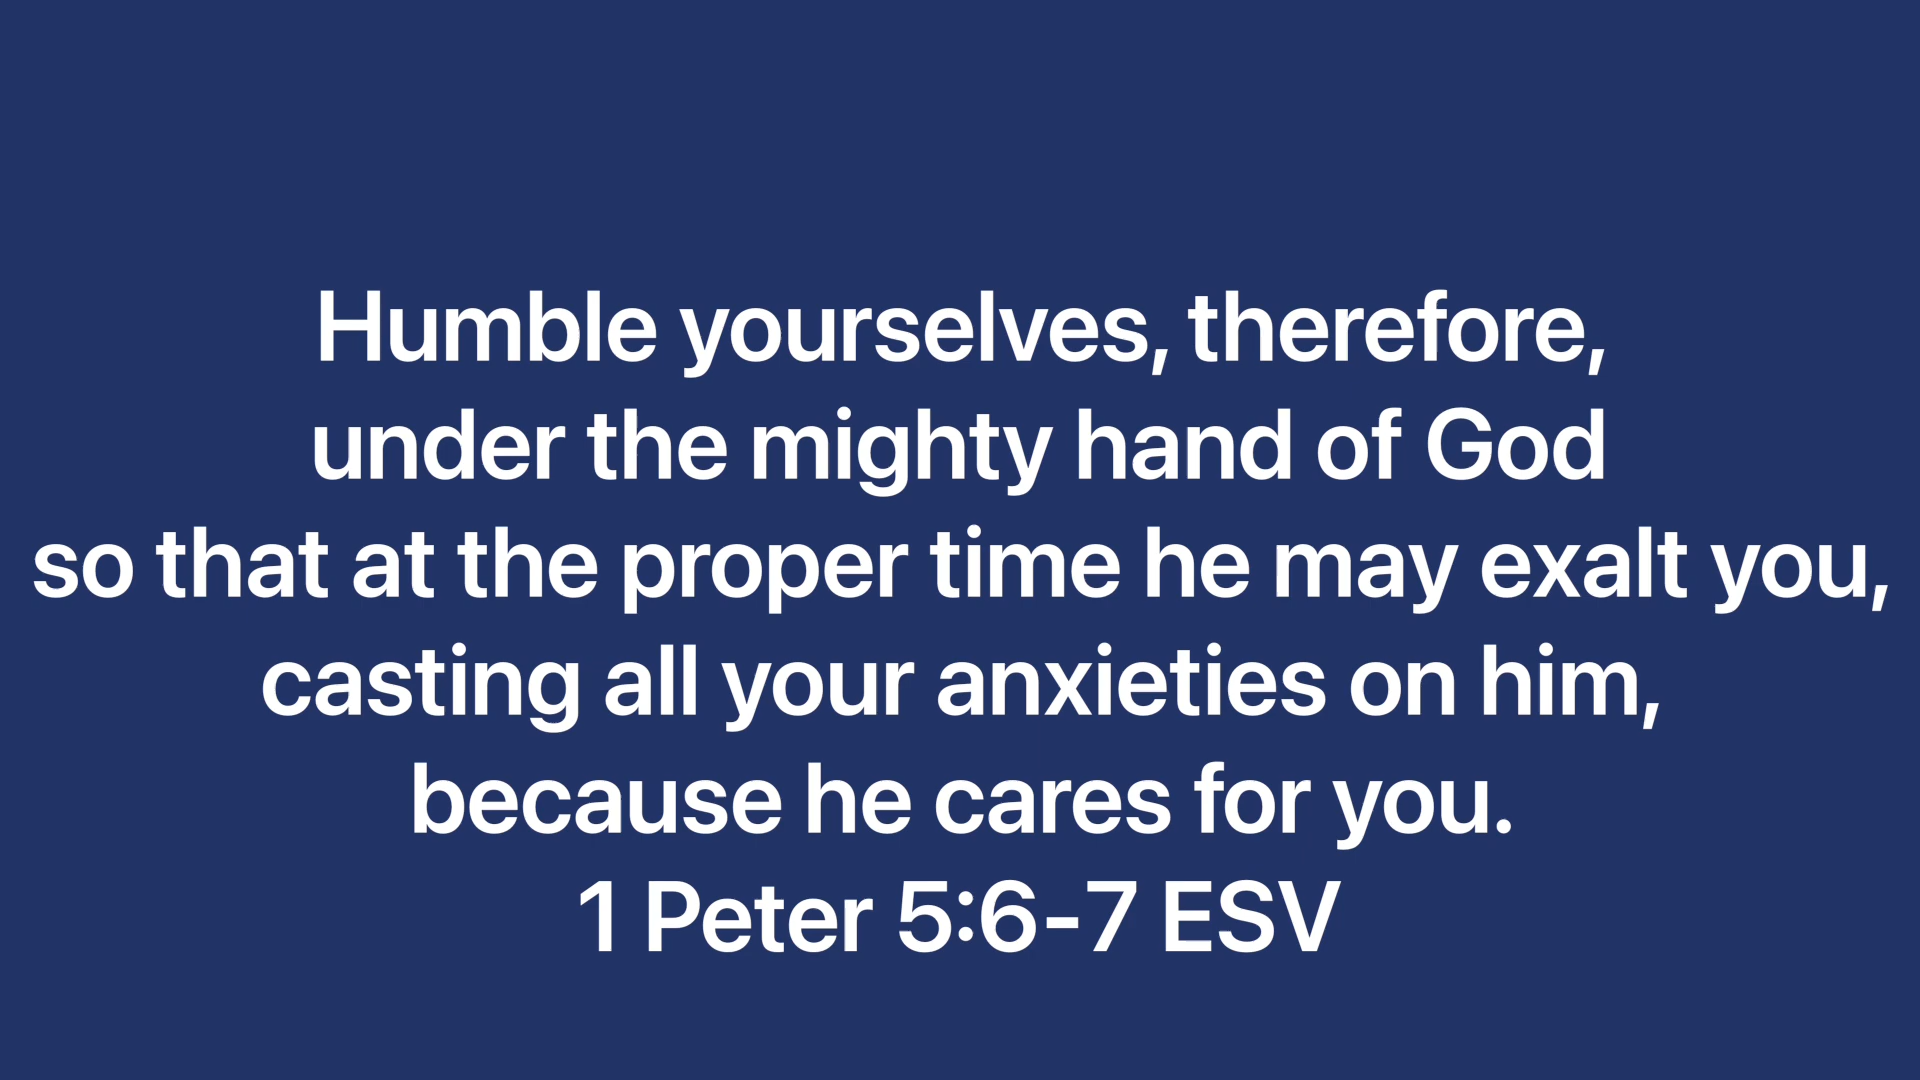 Humble yourselves, therefore,
under the mighty hand of God
so that at the proper time he may exalt you,
casting all your anxieties on him,
because he cares for you.
1 Peter 5:6-7 ESV